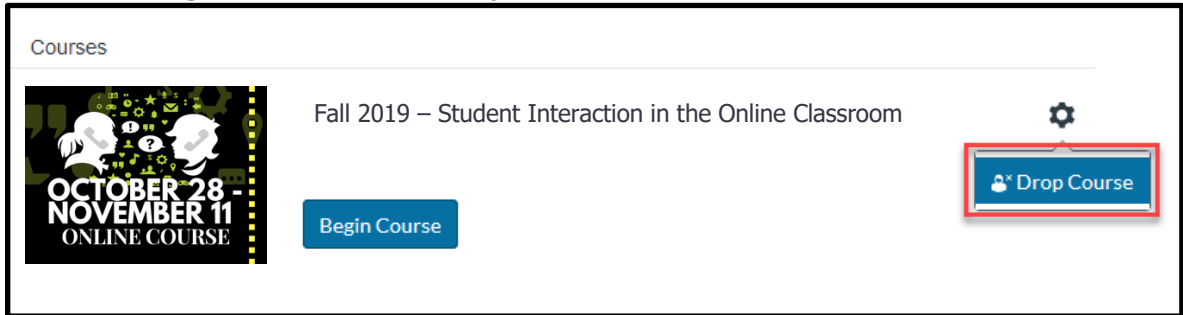 Courses
Fall 2019 – Student Interaction in the Online Classroom
Drop Course
OCTOBER 28 -
NOVEMBER 11
ONLINE COURSE
Begin Course